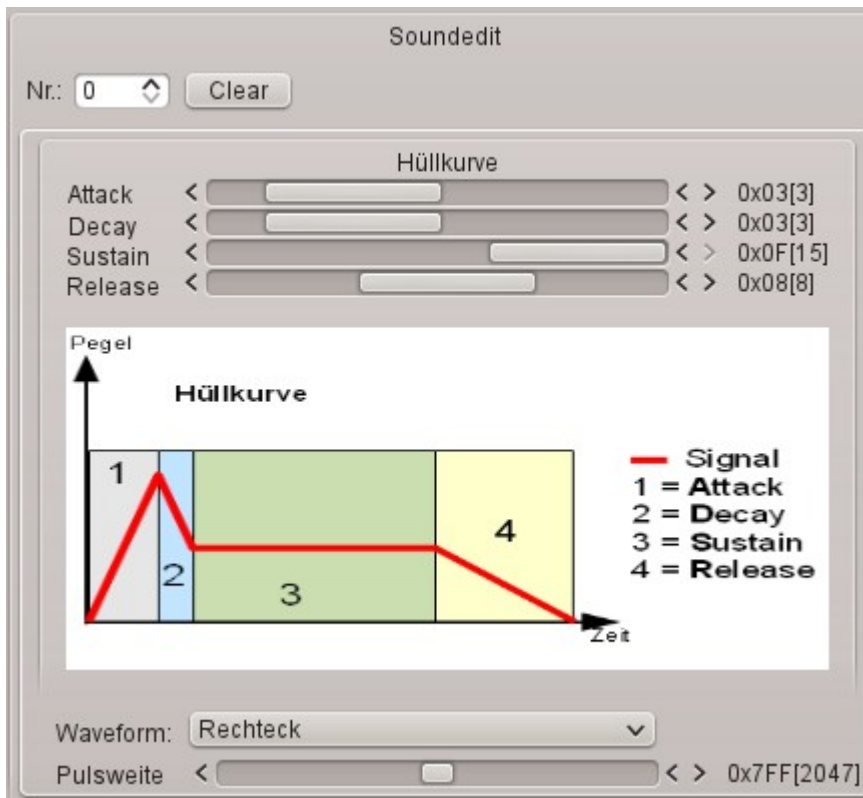 Soundedit
Nr.: 0 Clear
Hüllkurve
Attack 0x03[3]
Decay 0x03[3]
Sustain 0x0F[15]
Release 0x08[8]
Pegel
Hüllkurve
1
2
3
4
Signal
1 = Attack
2 = Decay
3 = Sustain
4 = Release
Zeit
Waveform: Rechteck
Pulsweite 0x7FF[2047]